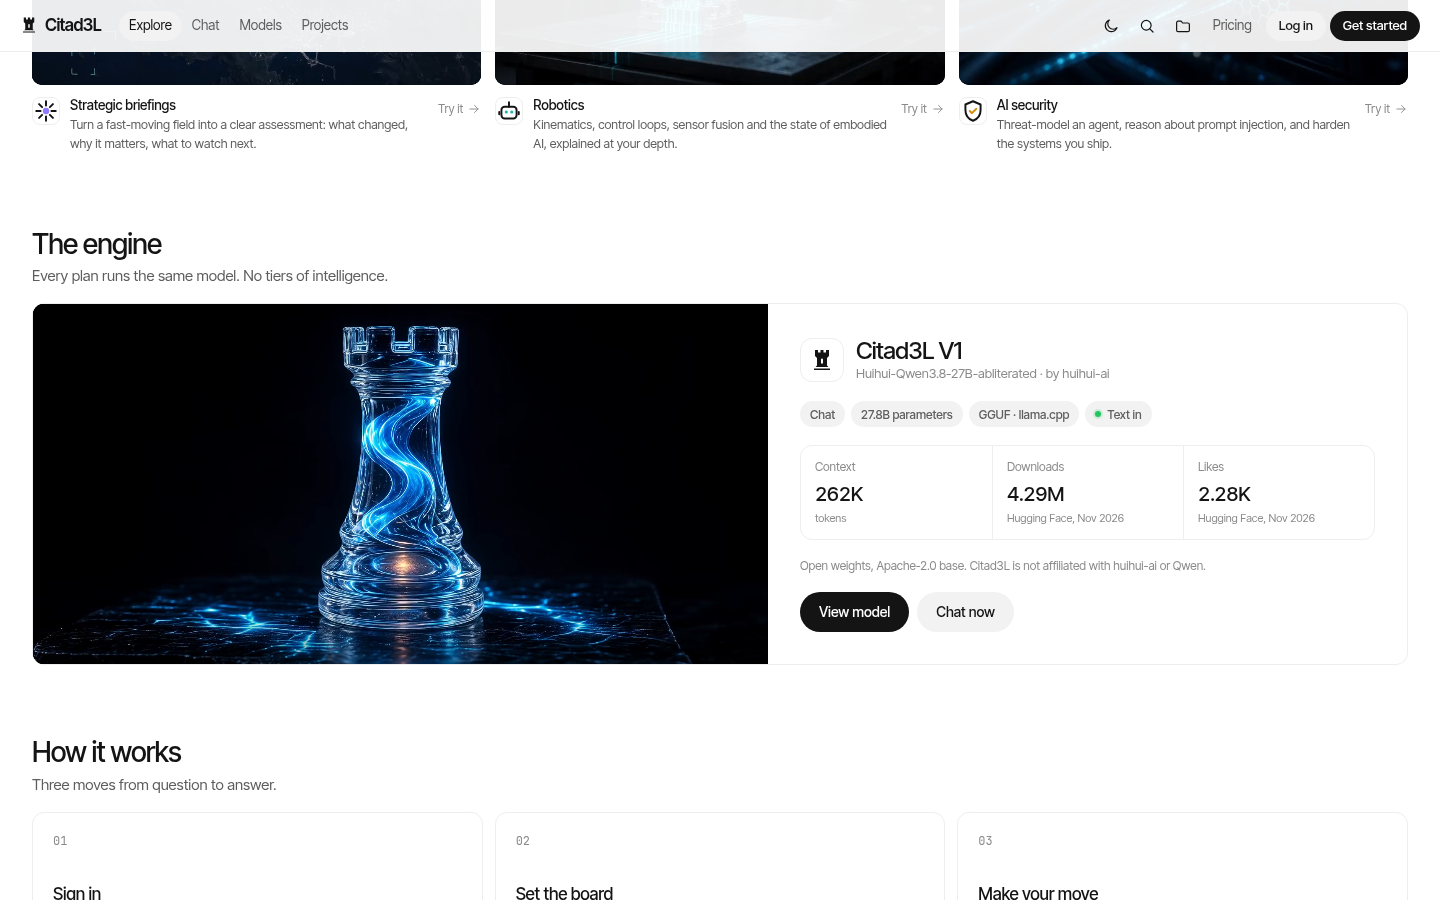 Citad3L
Explore
Chat
Models
Projects
Pricing
Log in
Get started
Strategic briefings
Try it →
Turn a fast-moving field into a clear assessment: what changed,
why it matters, what to watch next.
Robotics
Try it →
Kinematics, control loops, sensor fusion and the state of embodied
AI, explained at your depth.
AI security
Try it →
Threat-model an agent, reason about prompt injection, and harden
the systems you ship.
The engine
Every plan runs the same model. No tiers of intelligence.
Citad3L V1
Huihui-Qwen3.8-27B-abliterated · by huihui-ai
Chat
27.8B parameters
GGUF · llama.cpp
Text in
Context
262K
tokens
Downloads
4.29M
Hugging Face, Nov 2026
Likes
2.28K
Hugging Face, Nov 2026
Open weights, Apache-2.0 base. Citad3L is not affiliated with huihui-ai or Qwen.
View model
Chat now
How it works
Three moves from question to answer.
01
Sign in
02
Set the board
03
Make your move